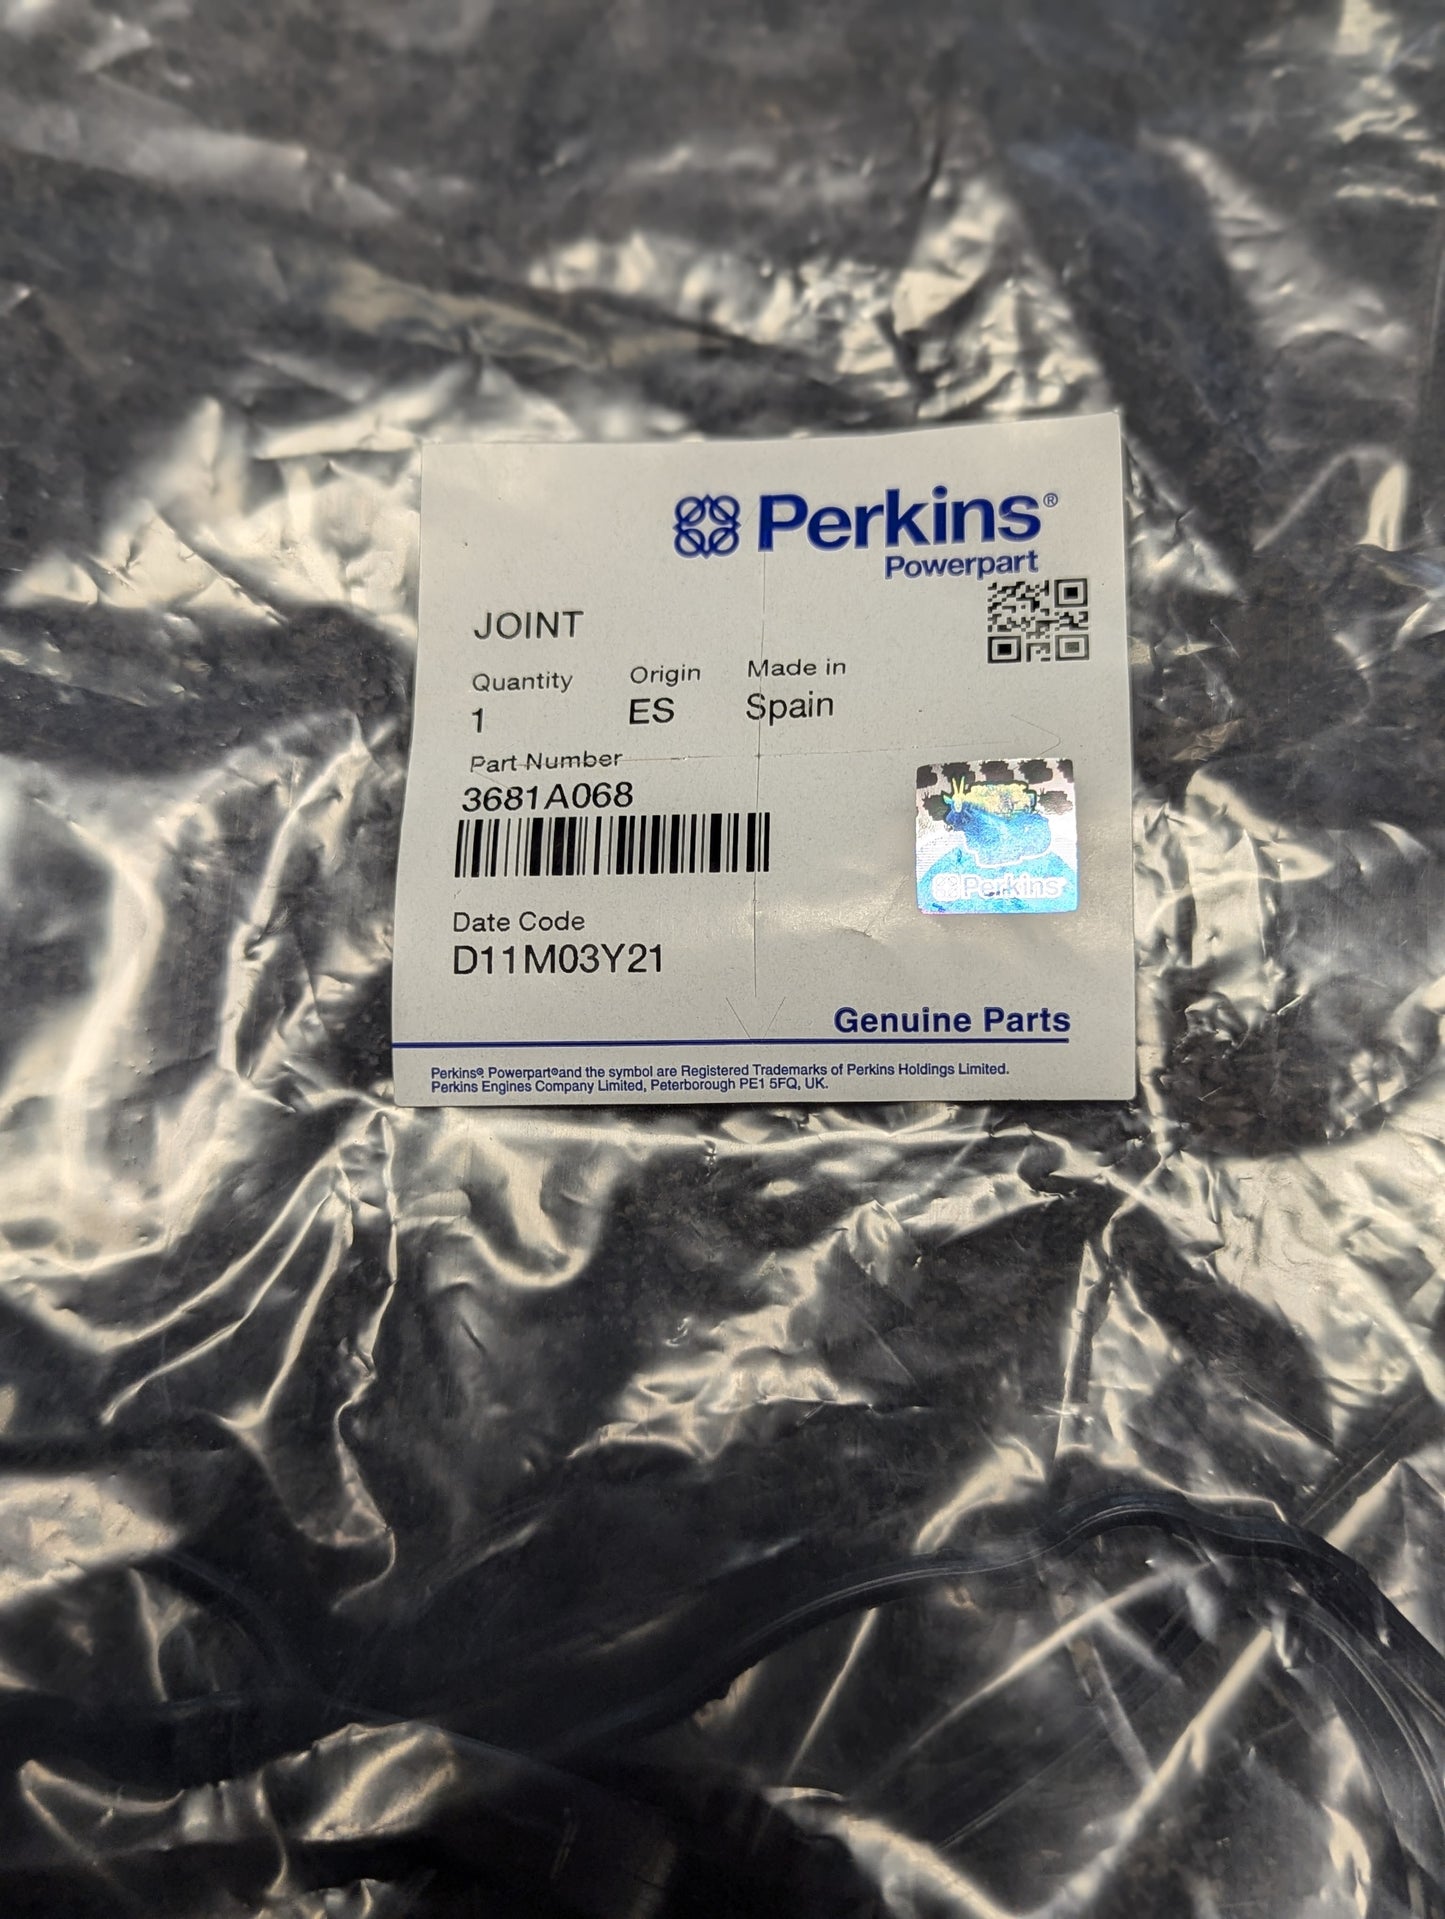 Perkins®
Powerpart
JOINT
Quantity Origin Made in
1 ES Spain
Part Number
3681A068
Perkins
Date Code
D11M03Y21
Genuine Parts
Perkins® Powerpart®and the symbol are Registered Trademarks of Perkins Holdings Limited.
Perkins Engines Company Limited, Peterborough PE1 5FQ, UK.